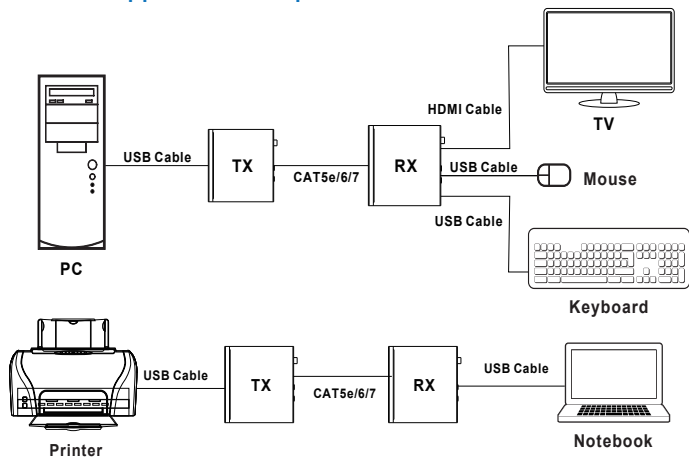 HDMI Cable
TV
USB Cable
TX
CAT5e/6/7
RX
USB Cable
Mouse
USB Cable
PC
Keyboard
USB Cable
TX
CAT5e/6/7
RX
USB Cable
Printer
Notebook